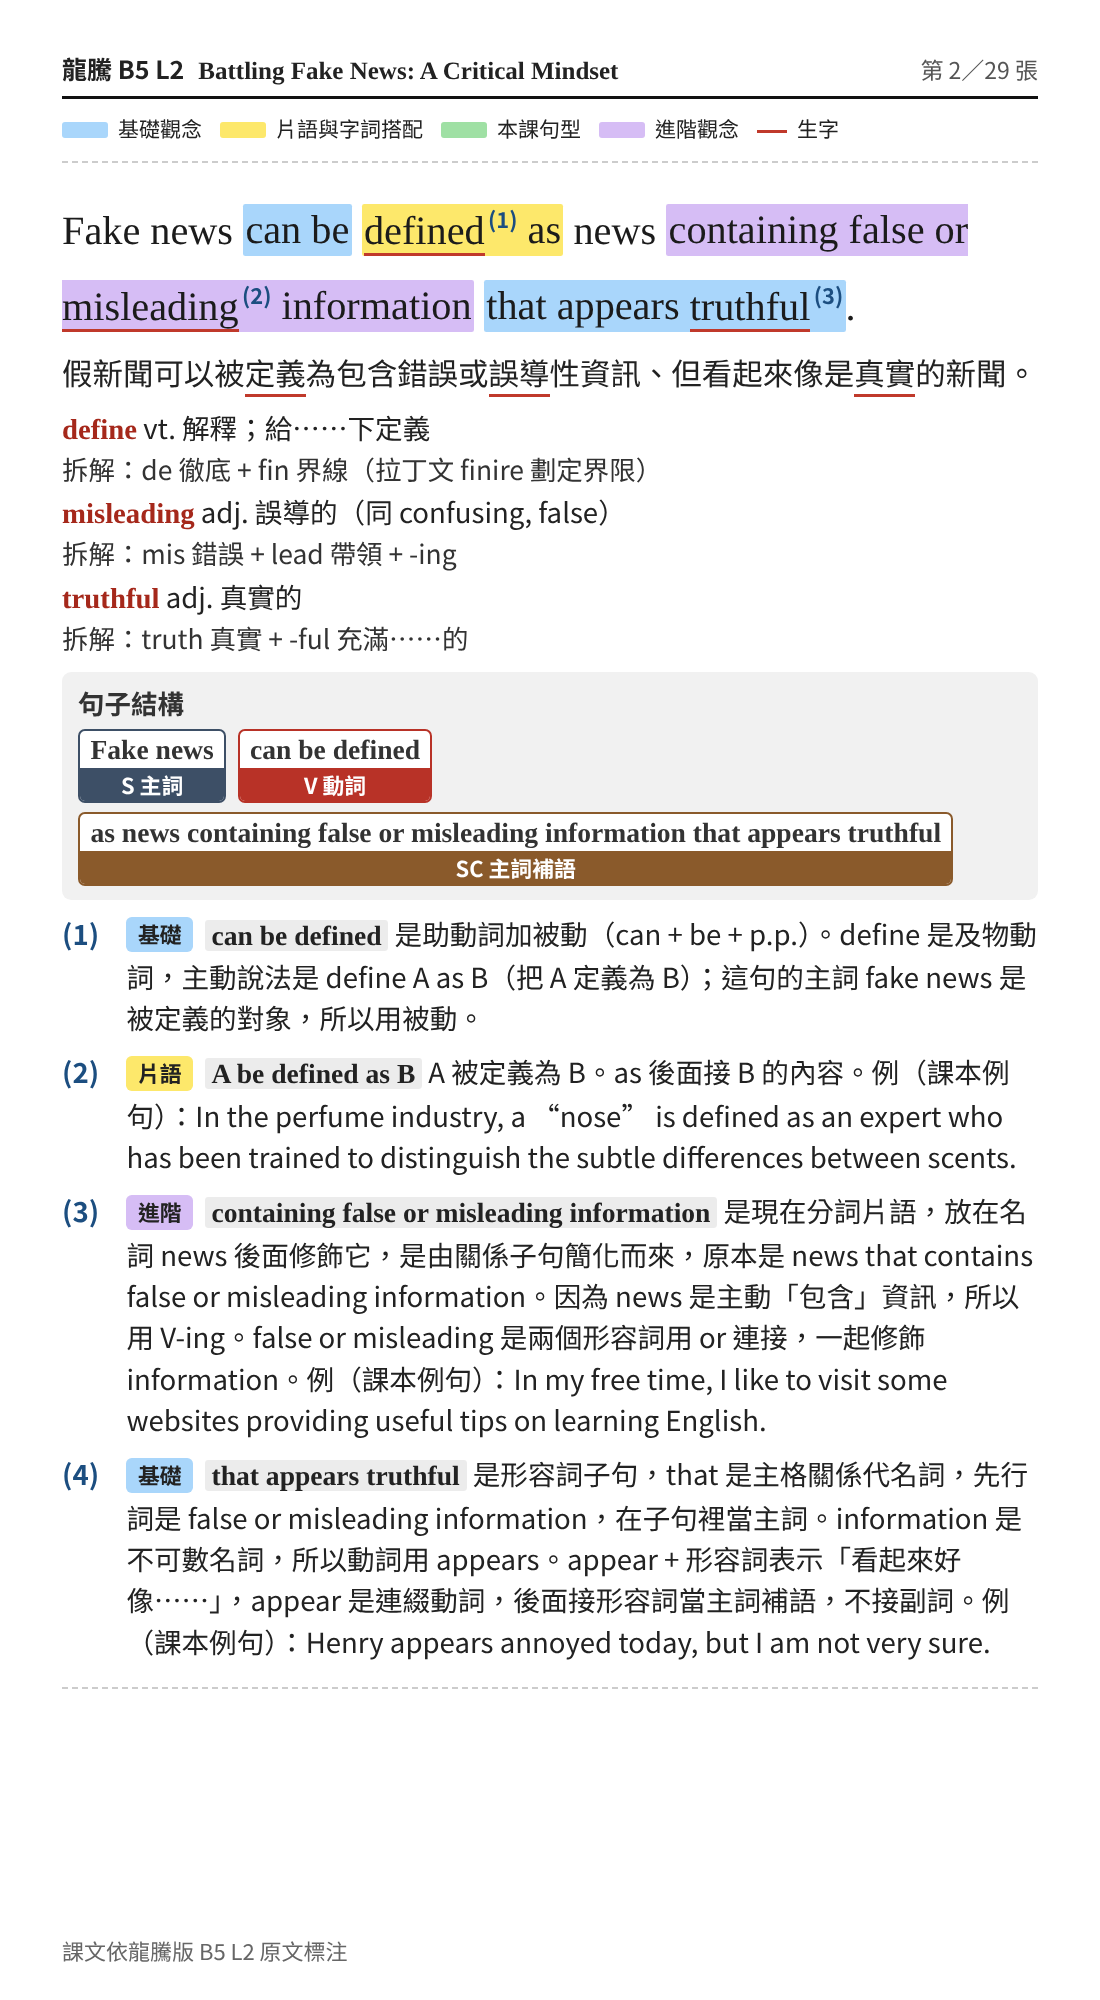 龍騰 B5 L2 Battling Fake News: A Critical Mindset 第 2／29 張
基礎觀念 片語與字詞搭配 本課句型 進階觀念 生字
Fake news can be defined(1) as news containing false or
misleading(2) information that appears truthful(3).
假新聞可以被定義為包含錯誤或誤導性資訊、但看起來像是真實的新聞。
define vt. 解釋；給……下定義
拆解：de 徹底 + fin 界線（拉丁文 finire 劃定界限）
misleading adj. 誤導的（同 confusing, false）
拆解：mis 錯誤 + lead 帶領 + -ing
truthful adj. 真實的
拆解：truth 真實 + -ful 充滿……的
句子結構
Fake news can be defined
S 主詞 V 動詞
as news containing false or misleading information that appears truthful
SC 主詞補語
(1) 基礎 can be defined 是助動詞加被動（can + be + p.p.）。define 是及物動
詞，主動說法是 define A as B（把 A 定義為 B）；這句的主詞 fake news 是
被定義的對象，所以用被動。
(2) 片語 A be defined as B A 被定義為 B。as 後面接 B 的內容。例（課本例
句）：In the perfume industry, a “nose” is defined as an expert who
has been trained to distinguish the subtle differences between scents.
(3) 進階 containing false or misleading information 是現在分詞片語，放在名
詞 news 後面修飾它，是由關係子句簡化而來，原本是 news that contains
false or misleading information。因為 news 是主動「包含」資訊，所以
用 V-ing。false or misleading 是兩個形容詞用 or 連接，一起修飾
information。例（課本例句）：In my free time, I like to visit some
websites providing useful tips on learning English.
(4) 基礎 that appears truthful 是形容詞子句，that 是主格關係代名詞，先行
詞是 false or misleading information，在子句裡當主詞。information 是
不可數名詞，所以動詞用 appears。appear + 形容詞表示「看起來好
像……」，appear 是連綴動詞，後面接形容詞當主詞補語，不接副詞。例
（課本例句）：Henry appears annoyed today, but I am not very sure.
課文依龍騰版 B5 L2 原文標注